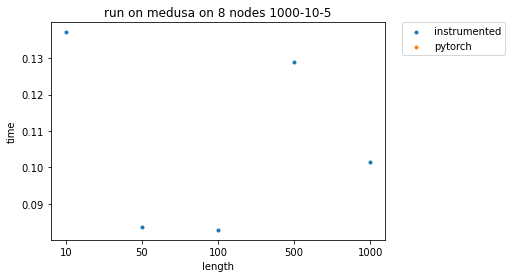 run on medusa on 8 nodes 1000-10-5
instrumented
pytorch
0.13
0.12
0.11
0.10
0.09
time
10 50 100 500 1000
length